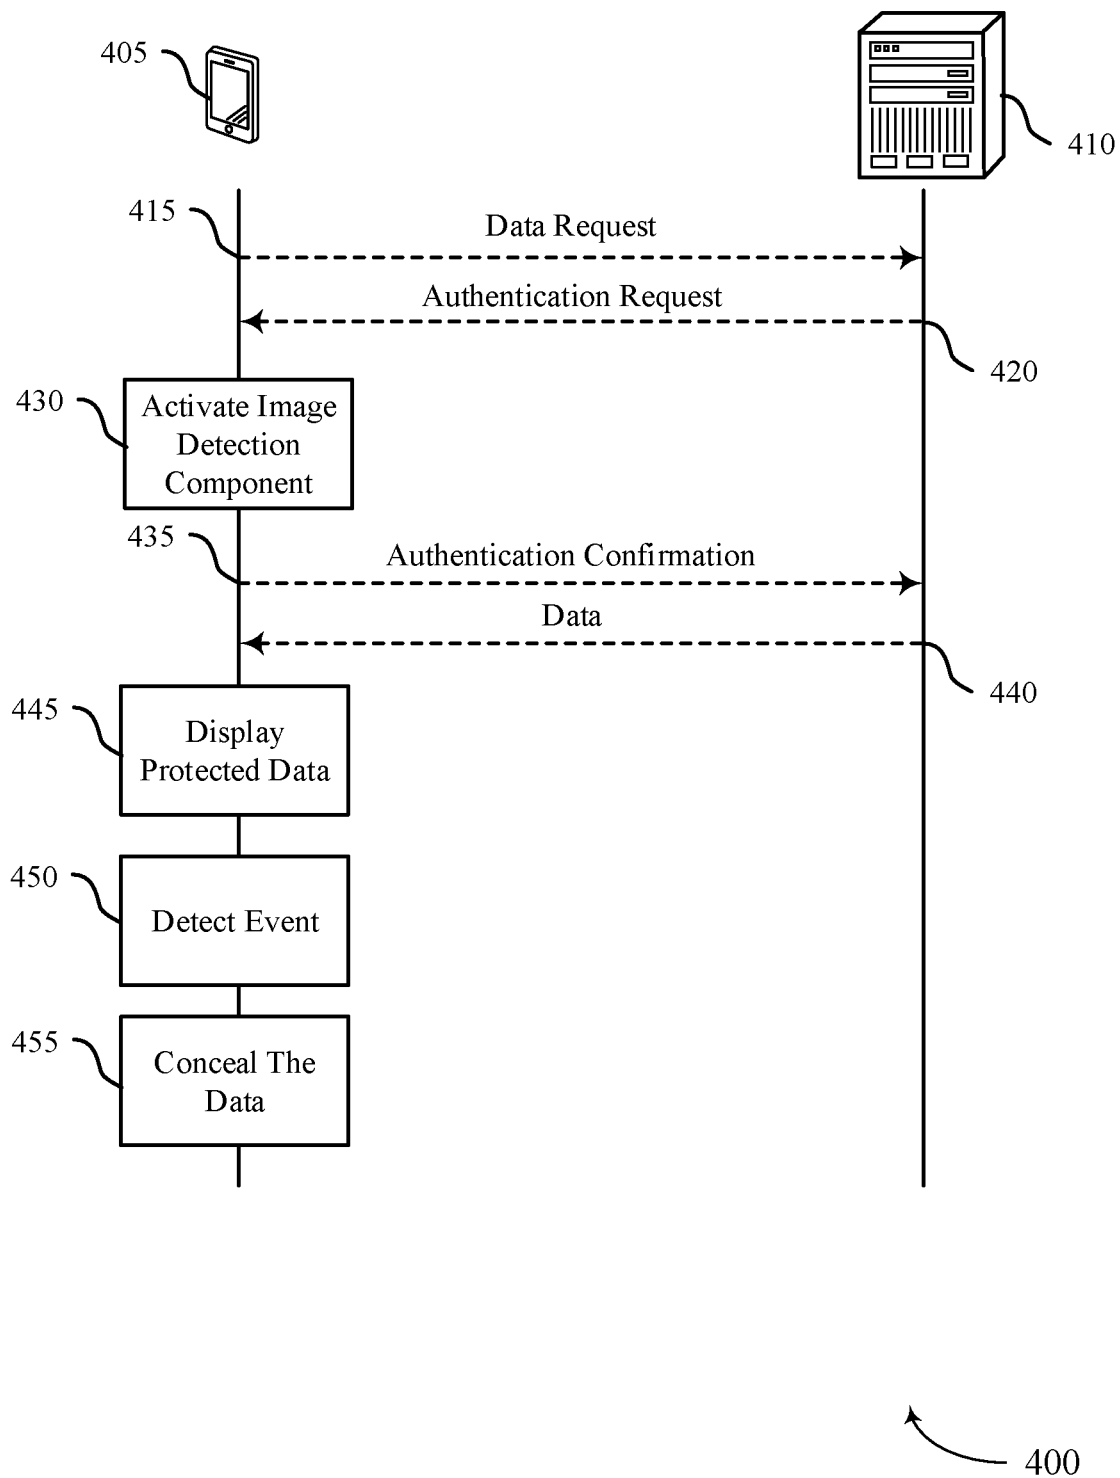 405
410
415
Data Request
Authentication Request
420
430
Activate Image
Detection
Component
435
Authentication Confirmation
Data
440
445
Display
Protected Data
450
Detect Event
455
Conceal The
Data
400